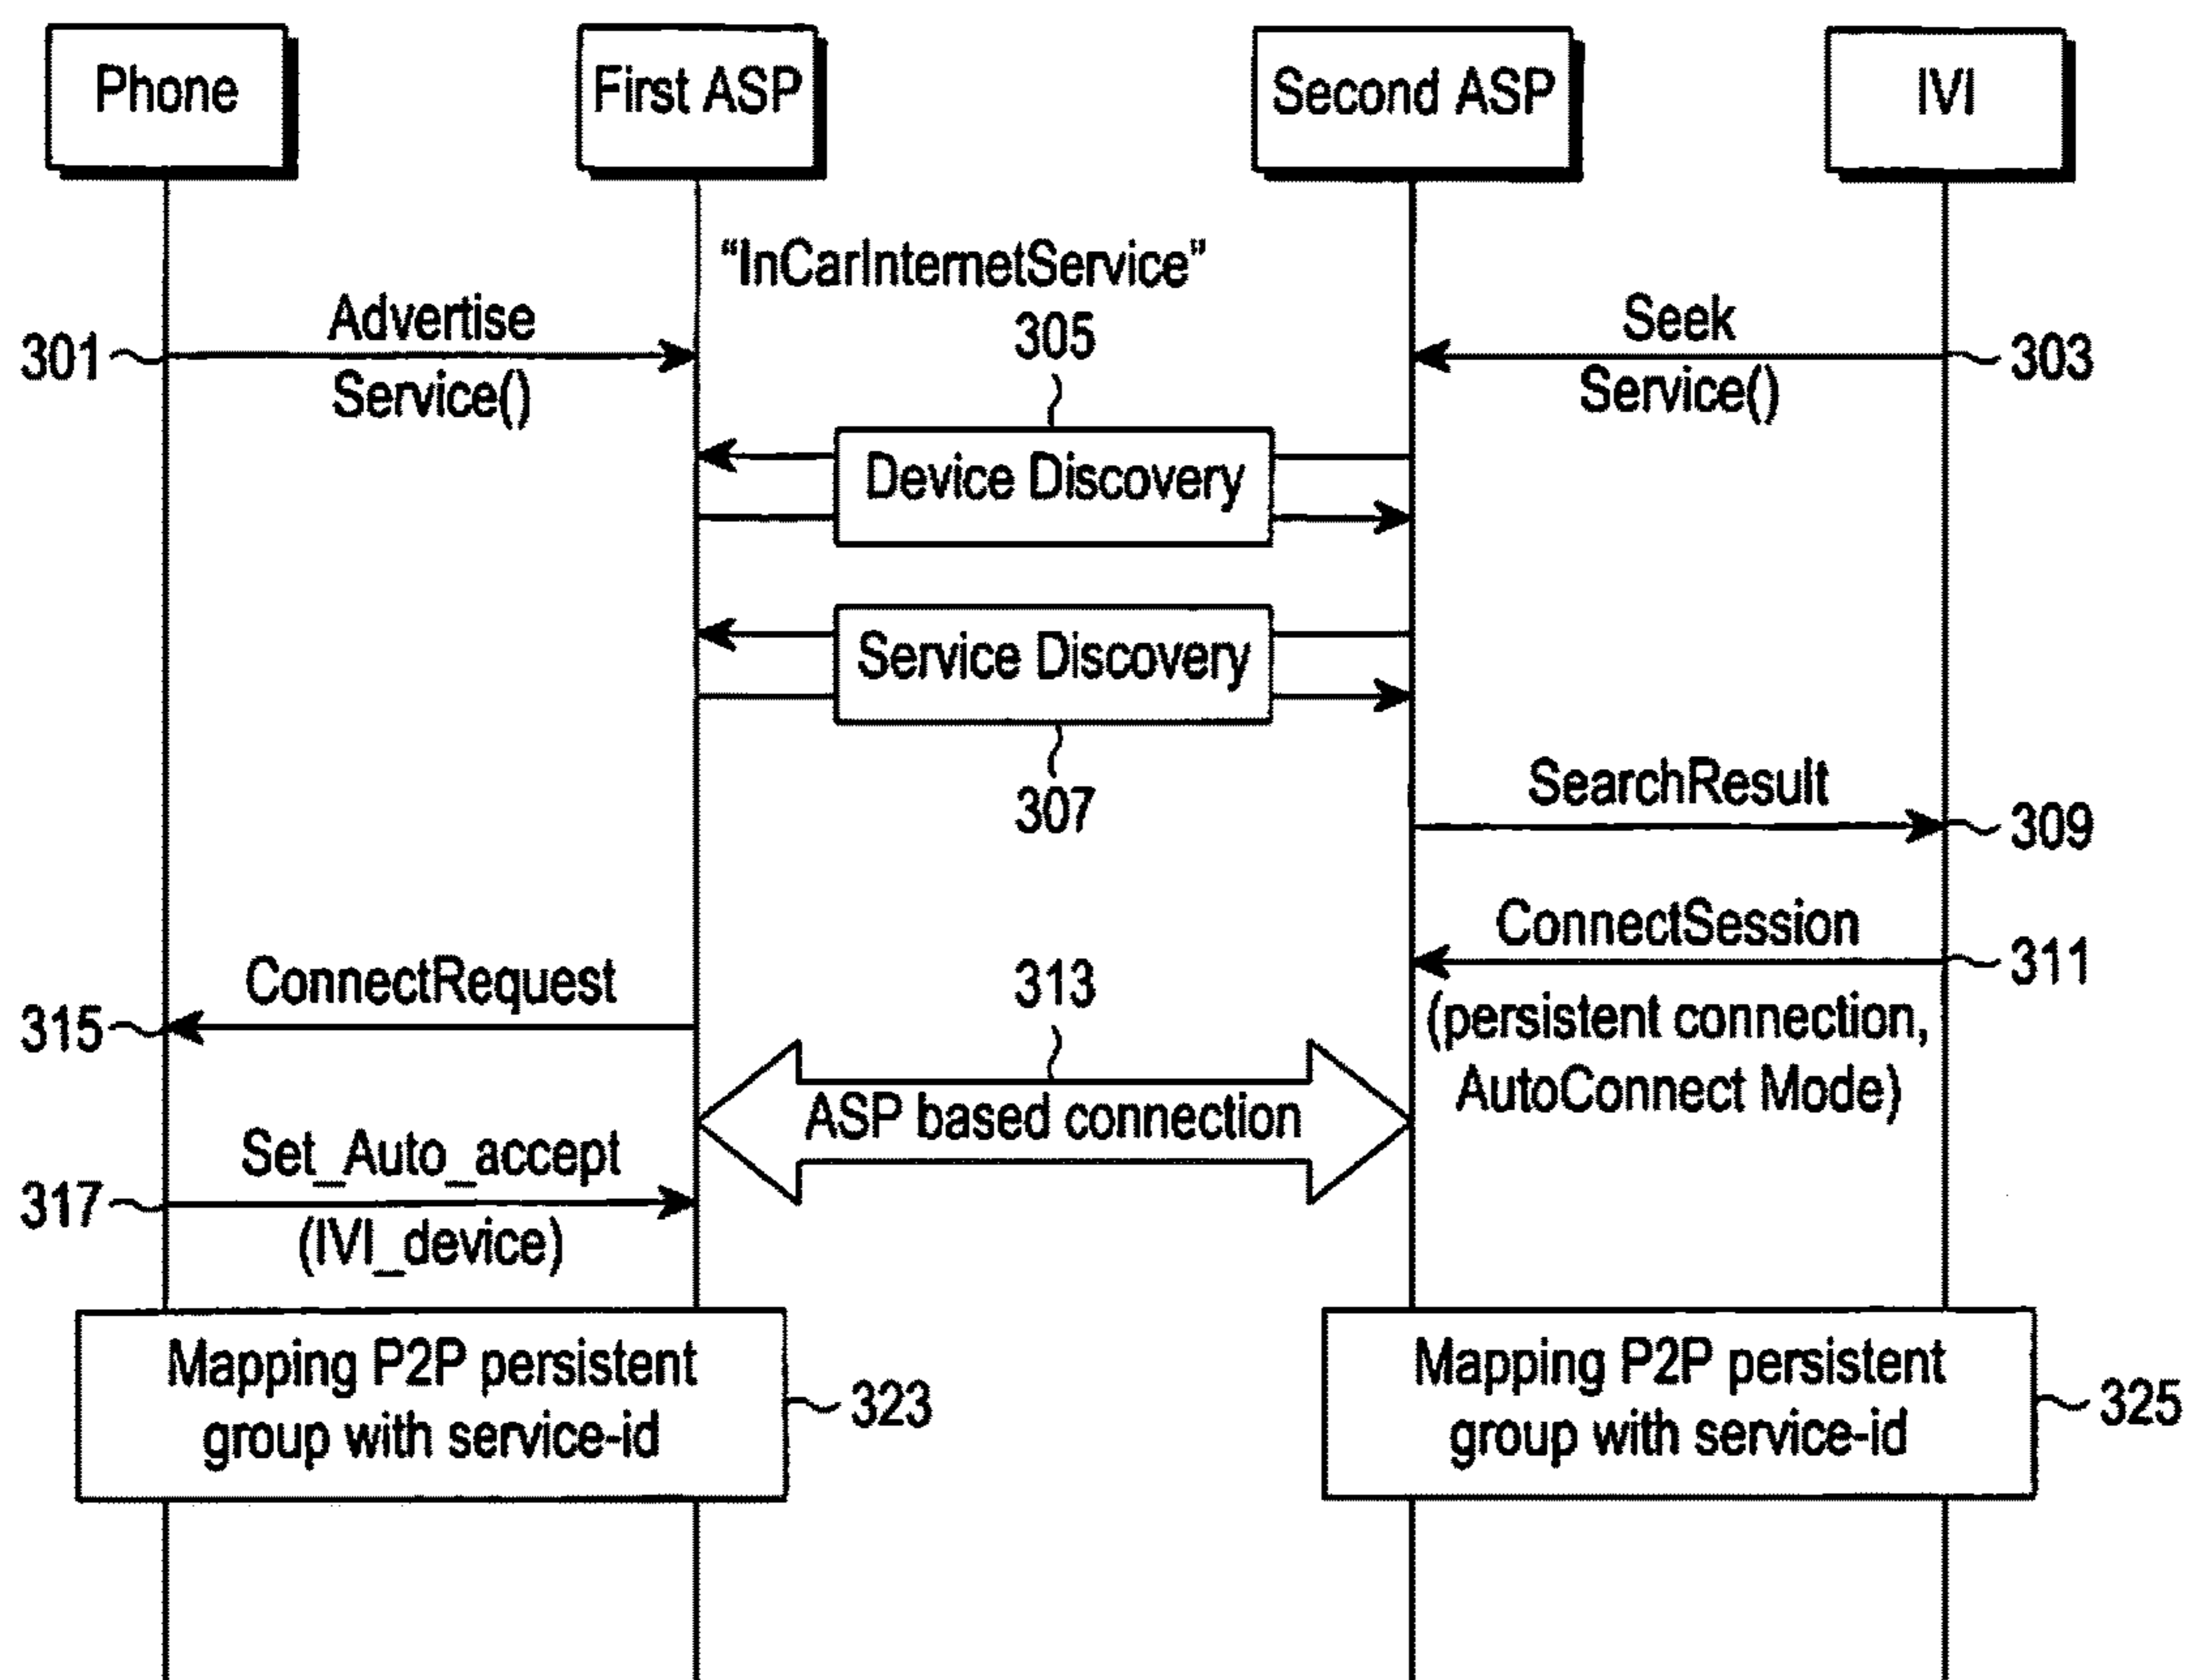 Phone
First ASP
Second ASP
IVI
"InCarInternetService"
Advertise
Service()
301
305
Seek
Service()
303
Device Discovery
Service Discovery
307
SearchResult
309
ConnectSession
311
(persistent connection,
AutoConnect Mode)
ConnectRequest
315
313
ASP based connection
Set_Auto_accept
317
(IVI_device)
Mapping P2P persistent
group with service-id
323
Mapping P2P persistent
group with service-id
325